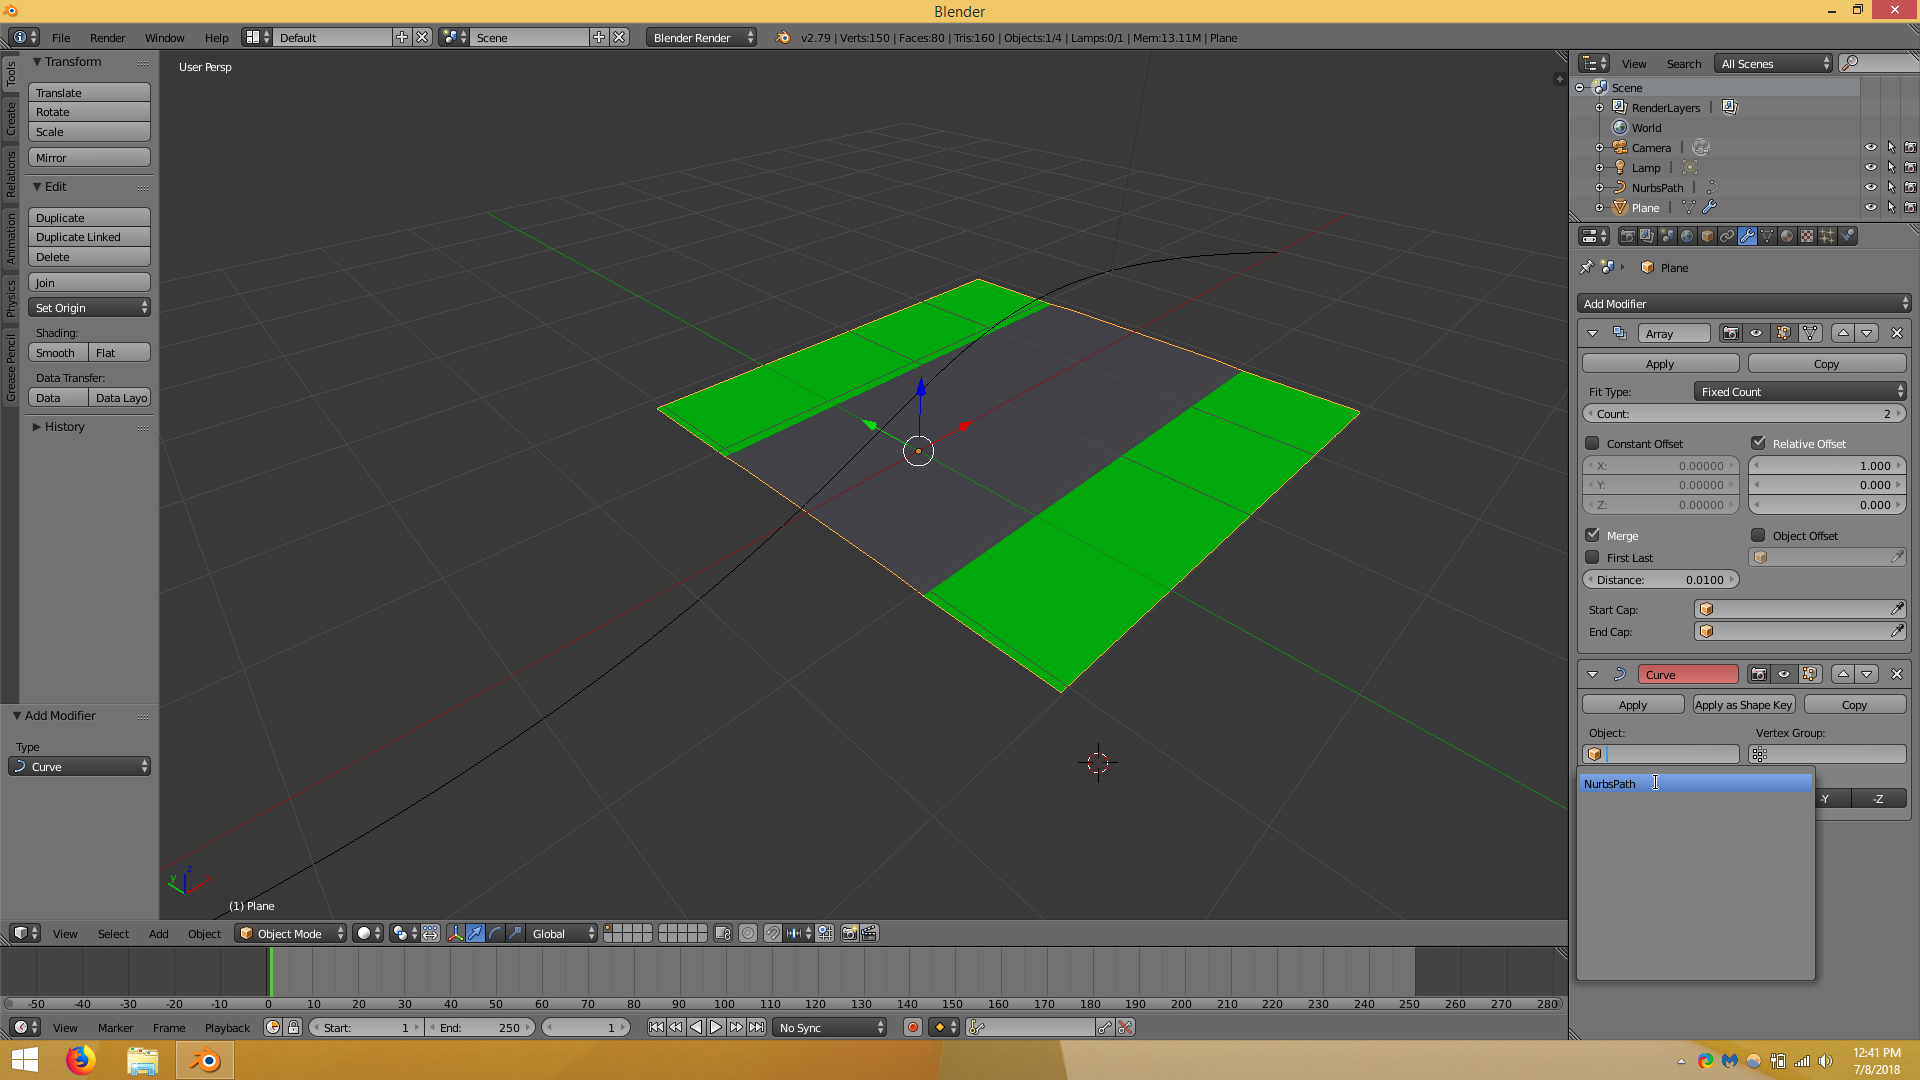 Blender
File Render Window Help Default Scene Blender Render v2.79 | Verts:150 | Faces:80 | Tris:160 | Objects:1/4 | Lamps:0/1 | Mem:13.11M | Plane
Tools
Create
Relations
Animation
Physics
Grease Pencil
Transform
Translate
Rotate
Scale
Mirror
Edit
Duplicate
Duplicate Linked
Delete
Join
Set Origin
Shading:
Smooth Flat
Data Transfer:
Data Data Layo
History
Add Modifier
Type
Curve
User Persp
z
y
x
(1) Plane
View Select Add Object Object Mode Global
-50 -40 -30 -20 -10 0 10 20 30 40 50 60 70 80 90 100 110 120 130 140 150 160 170 180 190 200 210 220 230 240 250 260 270 280
View Marker Frame Playback Start: 1 End: 250 1 No Sync
View Search All Scenes
Scene
RenderLayers |
World
Camera |
Lamp |
NurbsPath |
Plane |
Plane
Add Modifier
Array
Apply Copy
Fit Type: Fixed Count
Count: 2
Constant Offset Relative Offset
X: 0.00000 1.000
Y: 0.00000 0.000
Z: 0.00000 0.000
Merge Object Offset
First Last
Distance: 0.0100
Start Cap:
End Cap:
Curve
Apply Apply as Shape Key Copy
Object: Vertex Group:
NurbsPath
-Y -Z
12:41 PM
7/8/2018